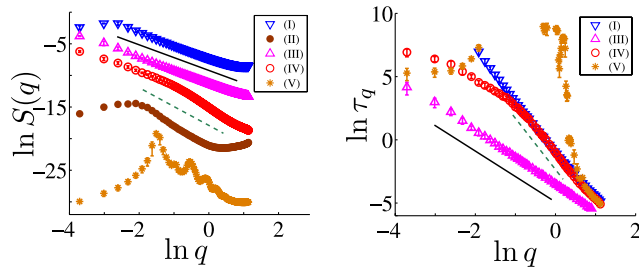 ln S(q)
−5
−15
−25
−4
−2
0
2
ln q
(I)
(II)
(III)
(IV)
(V)
ln τq
10
5
0
−5
−4
−2
0
2
ln q
(I)
(III)
(IV)
(V)